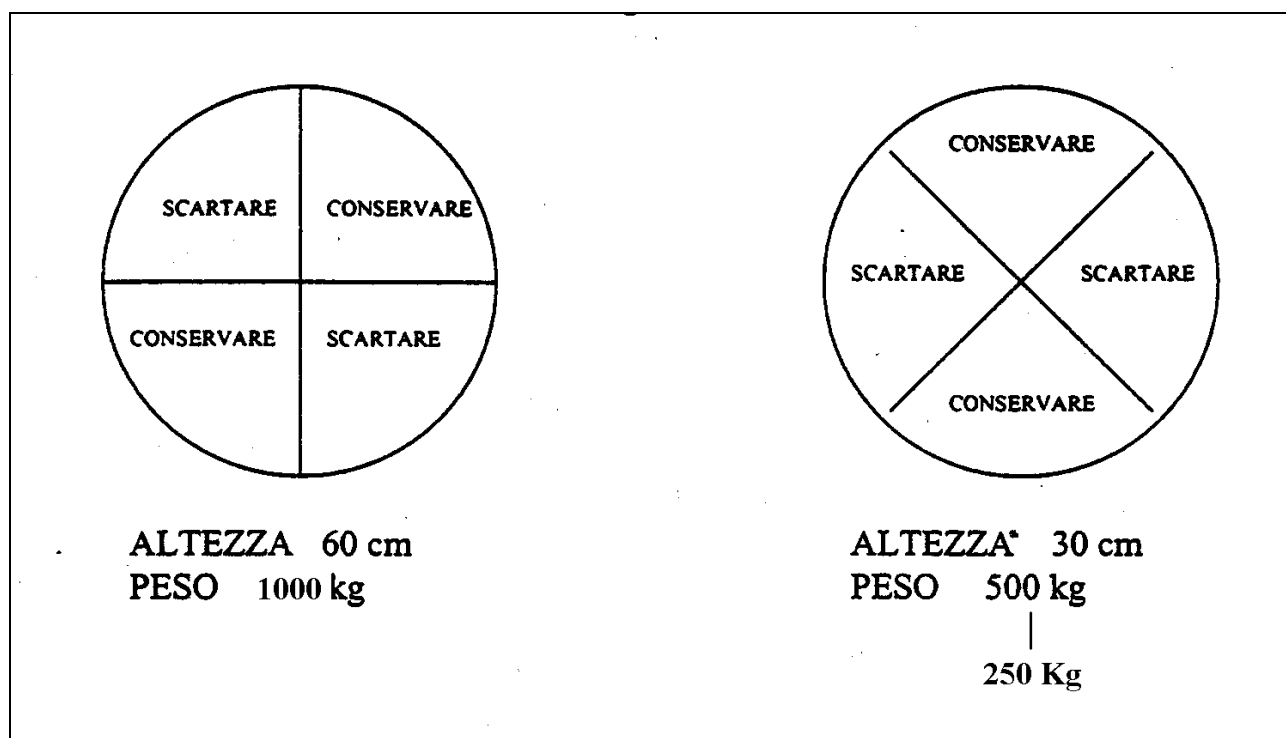 SCARTARE
CONSERVARE
CONSERVARE
SCARTARE
ALTEZZA 60 cm
PESO 1000 kg
CONSERVARE
SCARTARE
SCARTARE
CONSERVARE
ALTEZZA 30 cm
PESO 500 kg
250 Kg